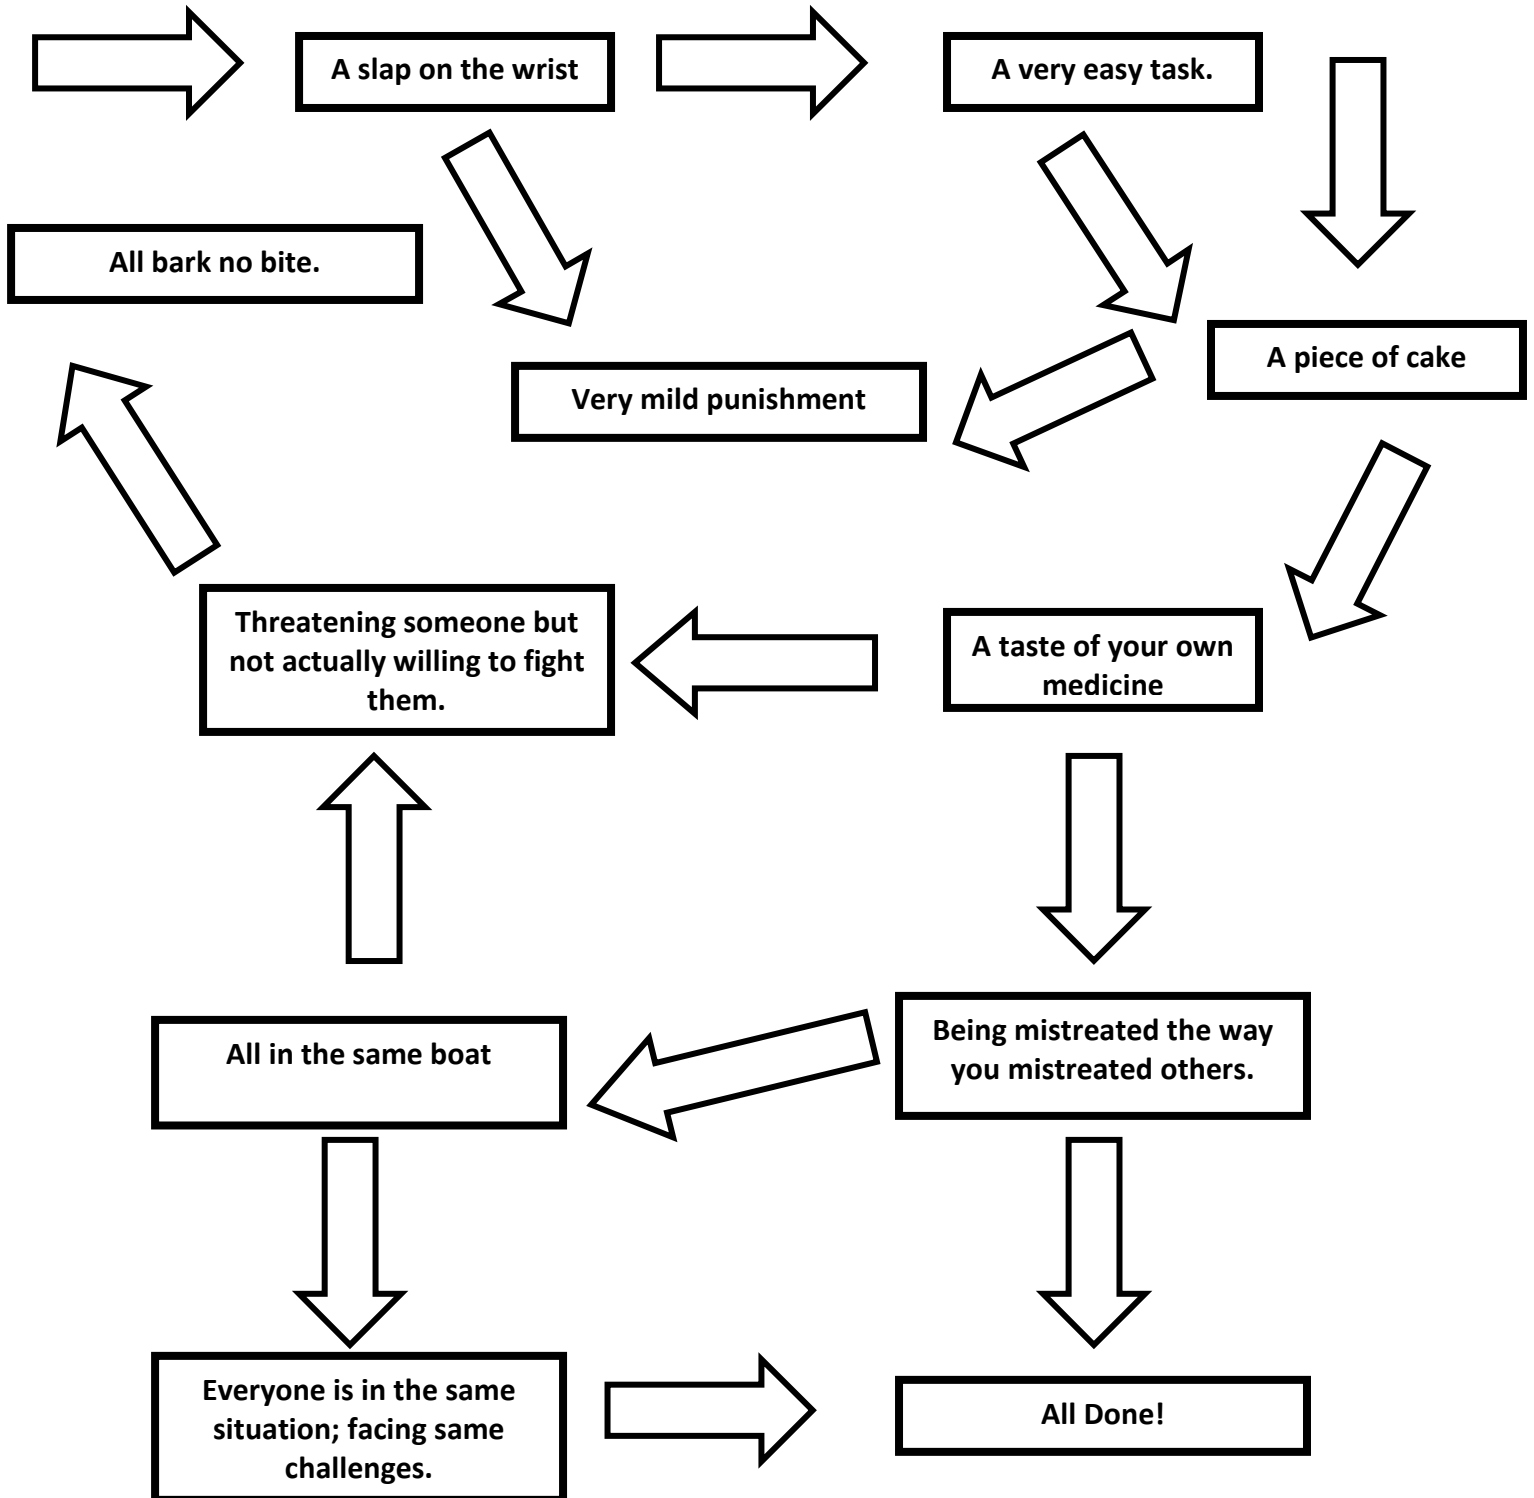 A slap on the wrist
A very easy task.
All bark no bite.
A piece of cake
Very mild punishment
Threatening someone but
not actually willing to fight
them.
A taste of your own
medicine
All in the same boat
Being mistreated the way
you mistreated others.
Everyone is in the same
situation; facing same
challenges.
All Done!